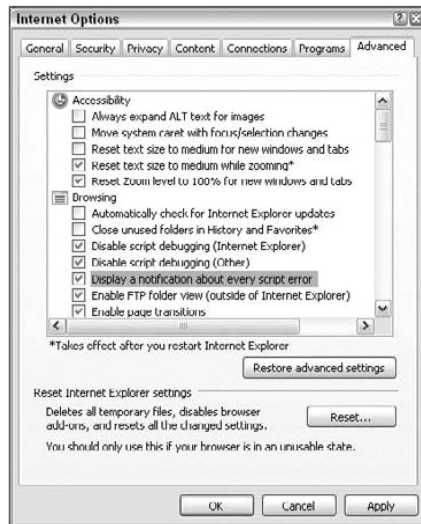 Internet Options
General Security Privacy Content Connections Programs Advanced
Settings
Accessibility
Always expand ALT text for images
Move system caret with focus/selection changes
Reset text size to medium for new windows and tabs
Reset text size to medium while zooming*
Reset Zoom level to 100% for new windows and tabs
Browsing
Automatically check for Internet Explorer updates
Close unused folders in History and Favorites*
Disable script debugging (Internet Explorer)
Disable script debugging (Other)
Display a notification about every script error
Enable FTP folder view (outside of Internet Explorer)
Enable page transitions
*Takes effect after you restart Internet Explorer
Restore advanced settings
Reset Internet Explorer settings
Deletes all temporary files, disables browser
add-ons, and resets all the changed settings.
Reset...
You should only use this if your browser is in an unusable state.
OK Cancel Apply